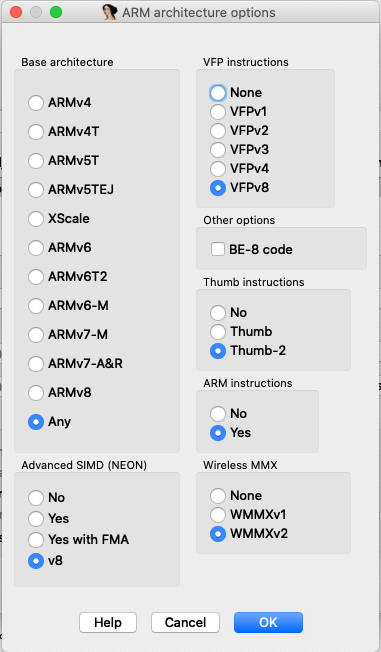 ARM architecture options
Base architecture
ARMv4
ARMv4T
ARMv5T
ARMv5TEJ
XScale
ARMv6
ARMv6T2
ARMv6-M
ARMv7-M
ARMv7-A&R
ARMv8
Any
Advanced SIMD (NEON)
No
Yes
Yes with FMA
v8
VFP instructions
None
VFPv1
VFPv2
VFPv3
VFPv4
VFPv8
Other options
BE-8 code
Thumb instructions
No
Thumb
Thumb-2
ARM instructions
No
Yes
Wireless MMX
None
WMMXv1
WMMXv2
Help
Cancel
OK